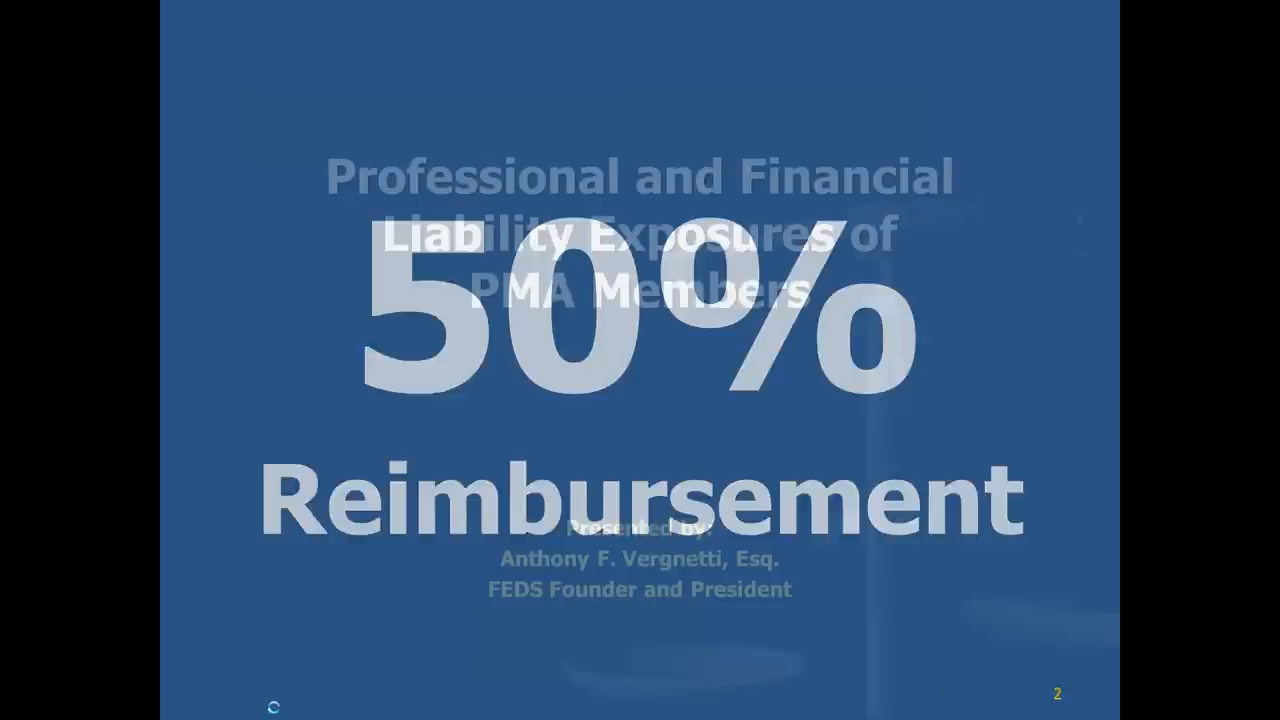 Professional and Financial
Liability Exposures of
PMA Members
50%
Reimbursement
Presented by:
Anthony F. Vergnetti, Esq.
FEDS Founder and President
2